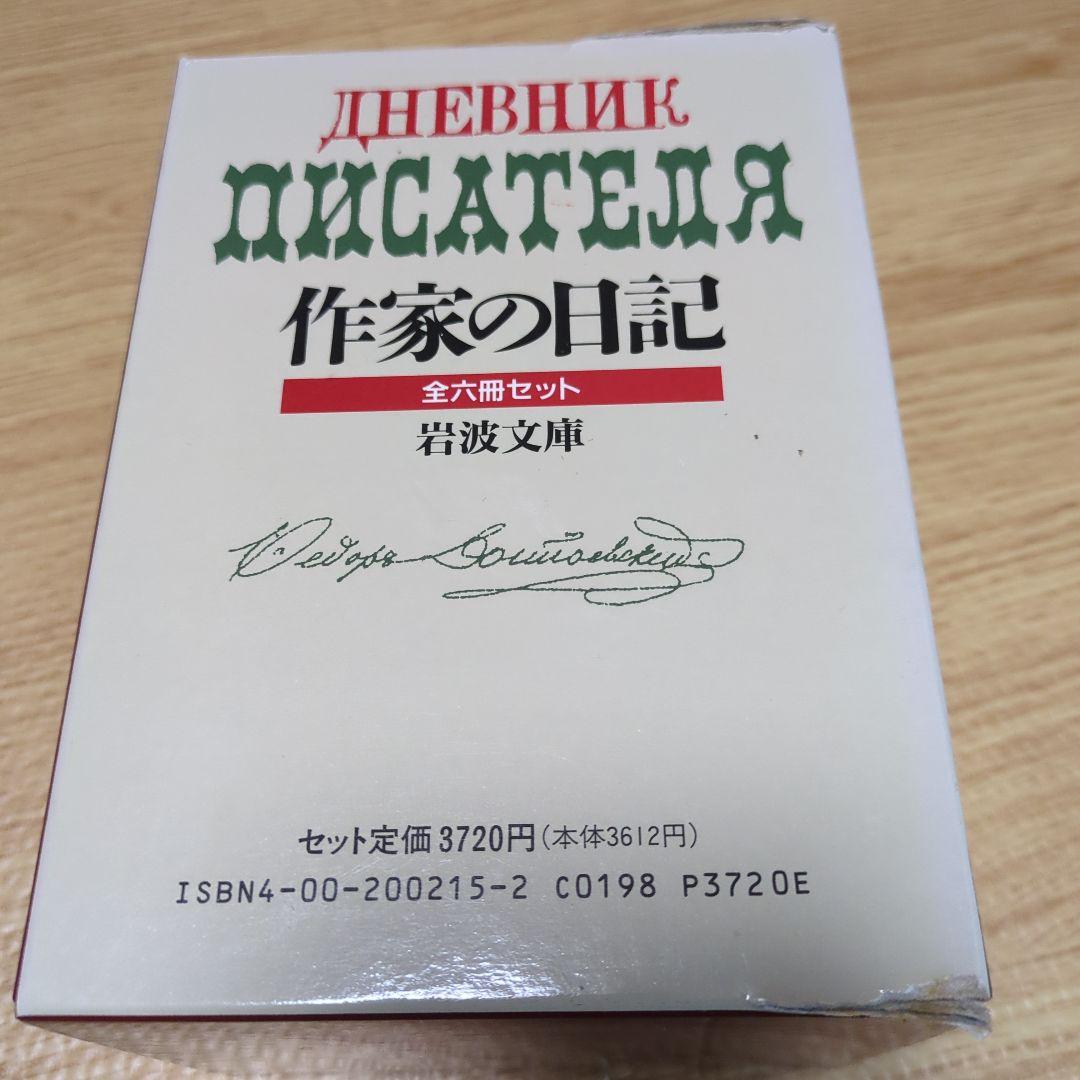 ДНЕВНИК
ПИСАТЕЛЯ
作家の日記
全六冊セット
岩波文庫
Ѳедоръ Достоевскій
セット定価3720円(本体3612円)
ISBN4-00-200215-2 C0198 P3720E